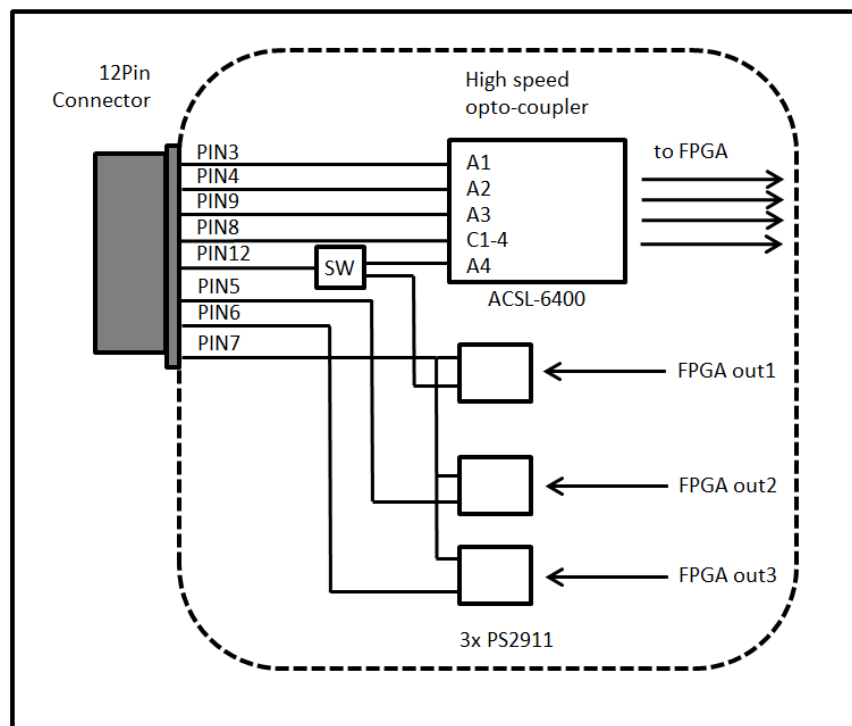 12Pin
Connector
High speed
opto-coupler
PIN3
PIN4
PIN9
PIN8
PIN12
PIN5
PIN6
PIN7
SW
A1
A2
A3
C1-4
A4
ACSL-6400
to FPGA
FPGA out1
FPGA out2
FPGA out3
3x PS2911